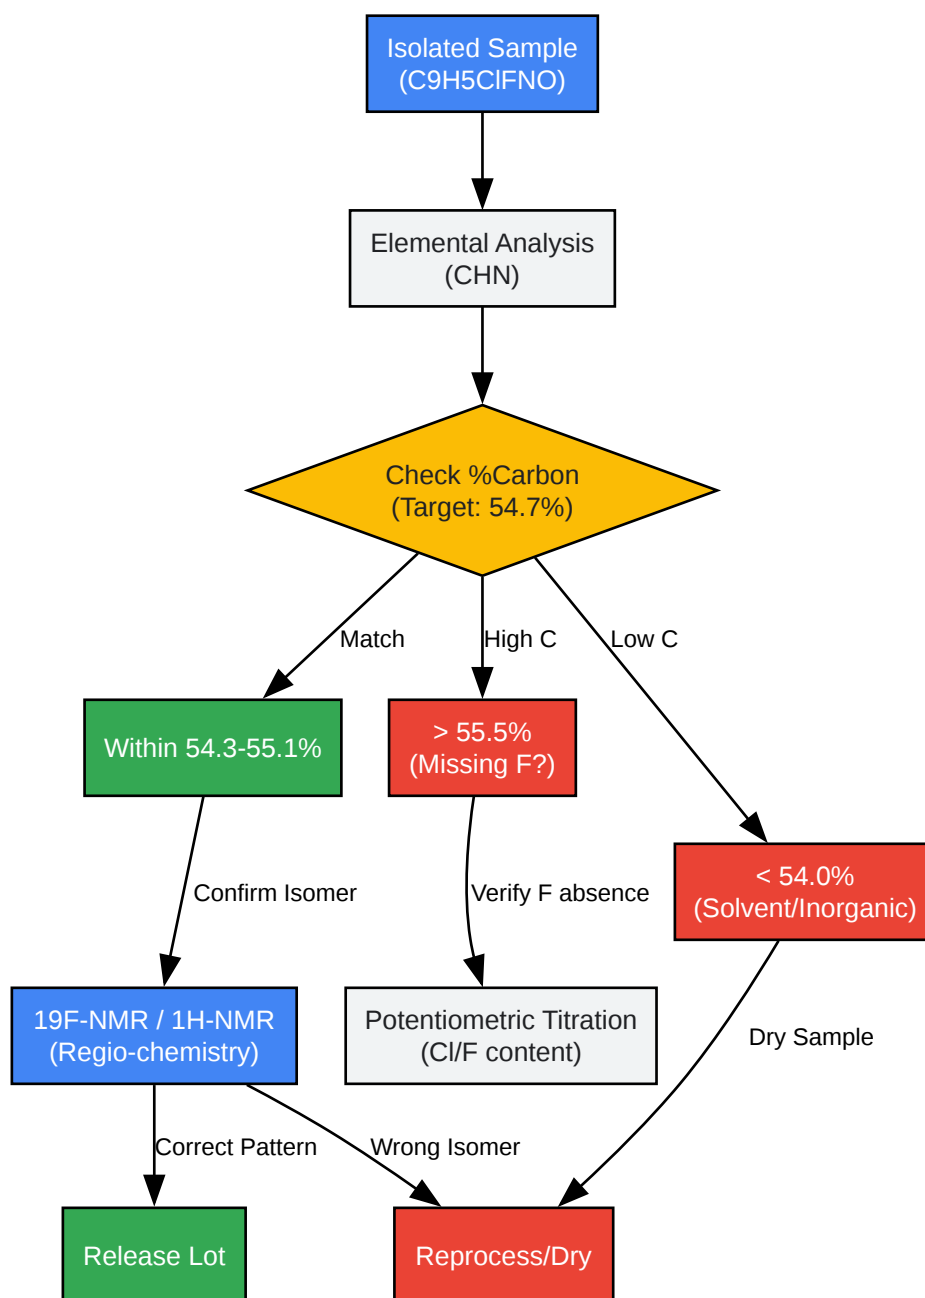 Isolated Sample
(C9H5ClFNO)
Elemental Analysis
(CHN)
Check %Carbon
(Target: 54.7%)
Match
High C
Low C
Within 54.3-55.1%
> 55.5%
(Missing F?)
< 54.0%
(Solvent/Inorganic)
Confirm Isomer
Verify F absence
19F-NMR / 1H-NMR
(Regio-chemistry)
Potentiometric Titration
(Cl/F content)
Dry Sample
Correct Pattern
Wrong Isomer
Release Lot
Reprocess/Dry